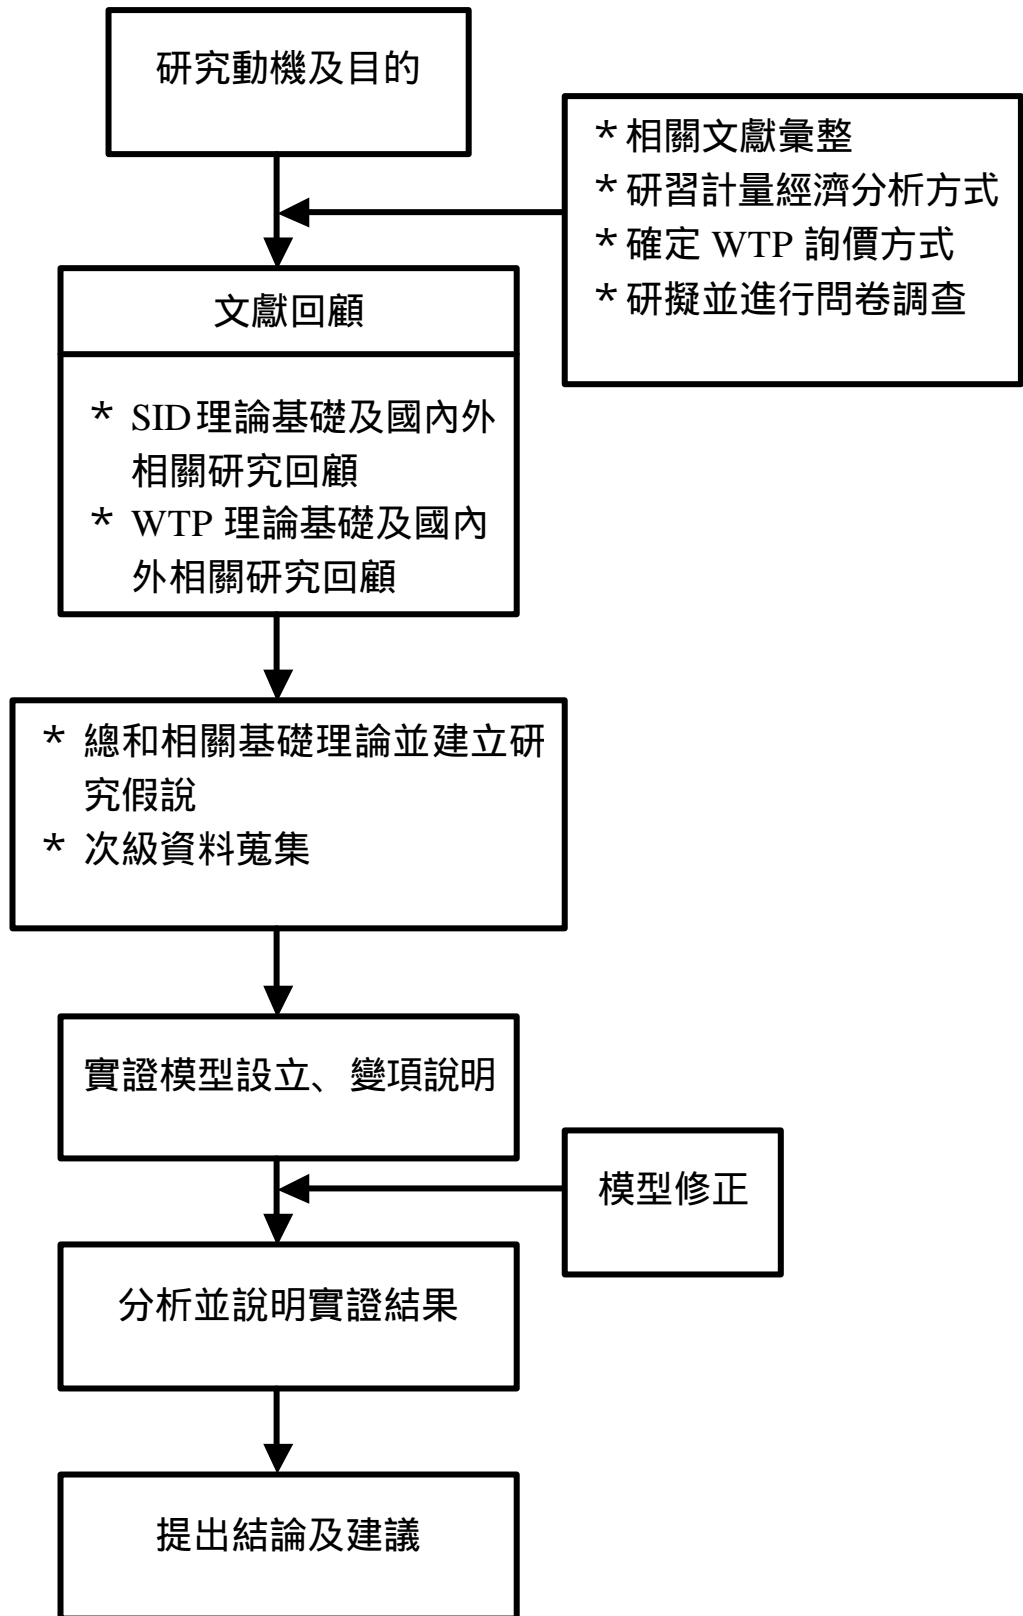 研究動機及目的
*相關文獻彙整
*研習計量經濟分析方式
*確定 WTP 詢價方式
*研擬並進行問卷調查
文獻回顧
* SID理論基礎及國內外
相關研究回顧
* WTP 理論基礎及國內
外相關研究回顧
* 總和相關基礎理論並建立研
究假說
* 次級資料蒐集
實證模型設立、變項說明
模型修正
分析並說明實證結果
提出結論及建議